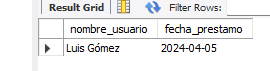 Result Grid Filter Rows:
nombre_usuario fecha_prestamo
Luis Gómez 2024-04-05